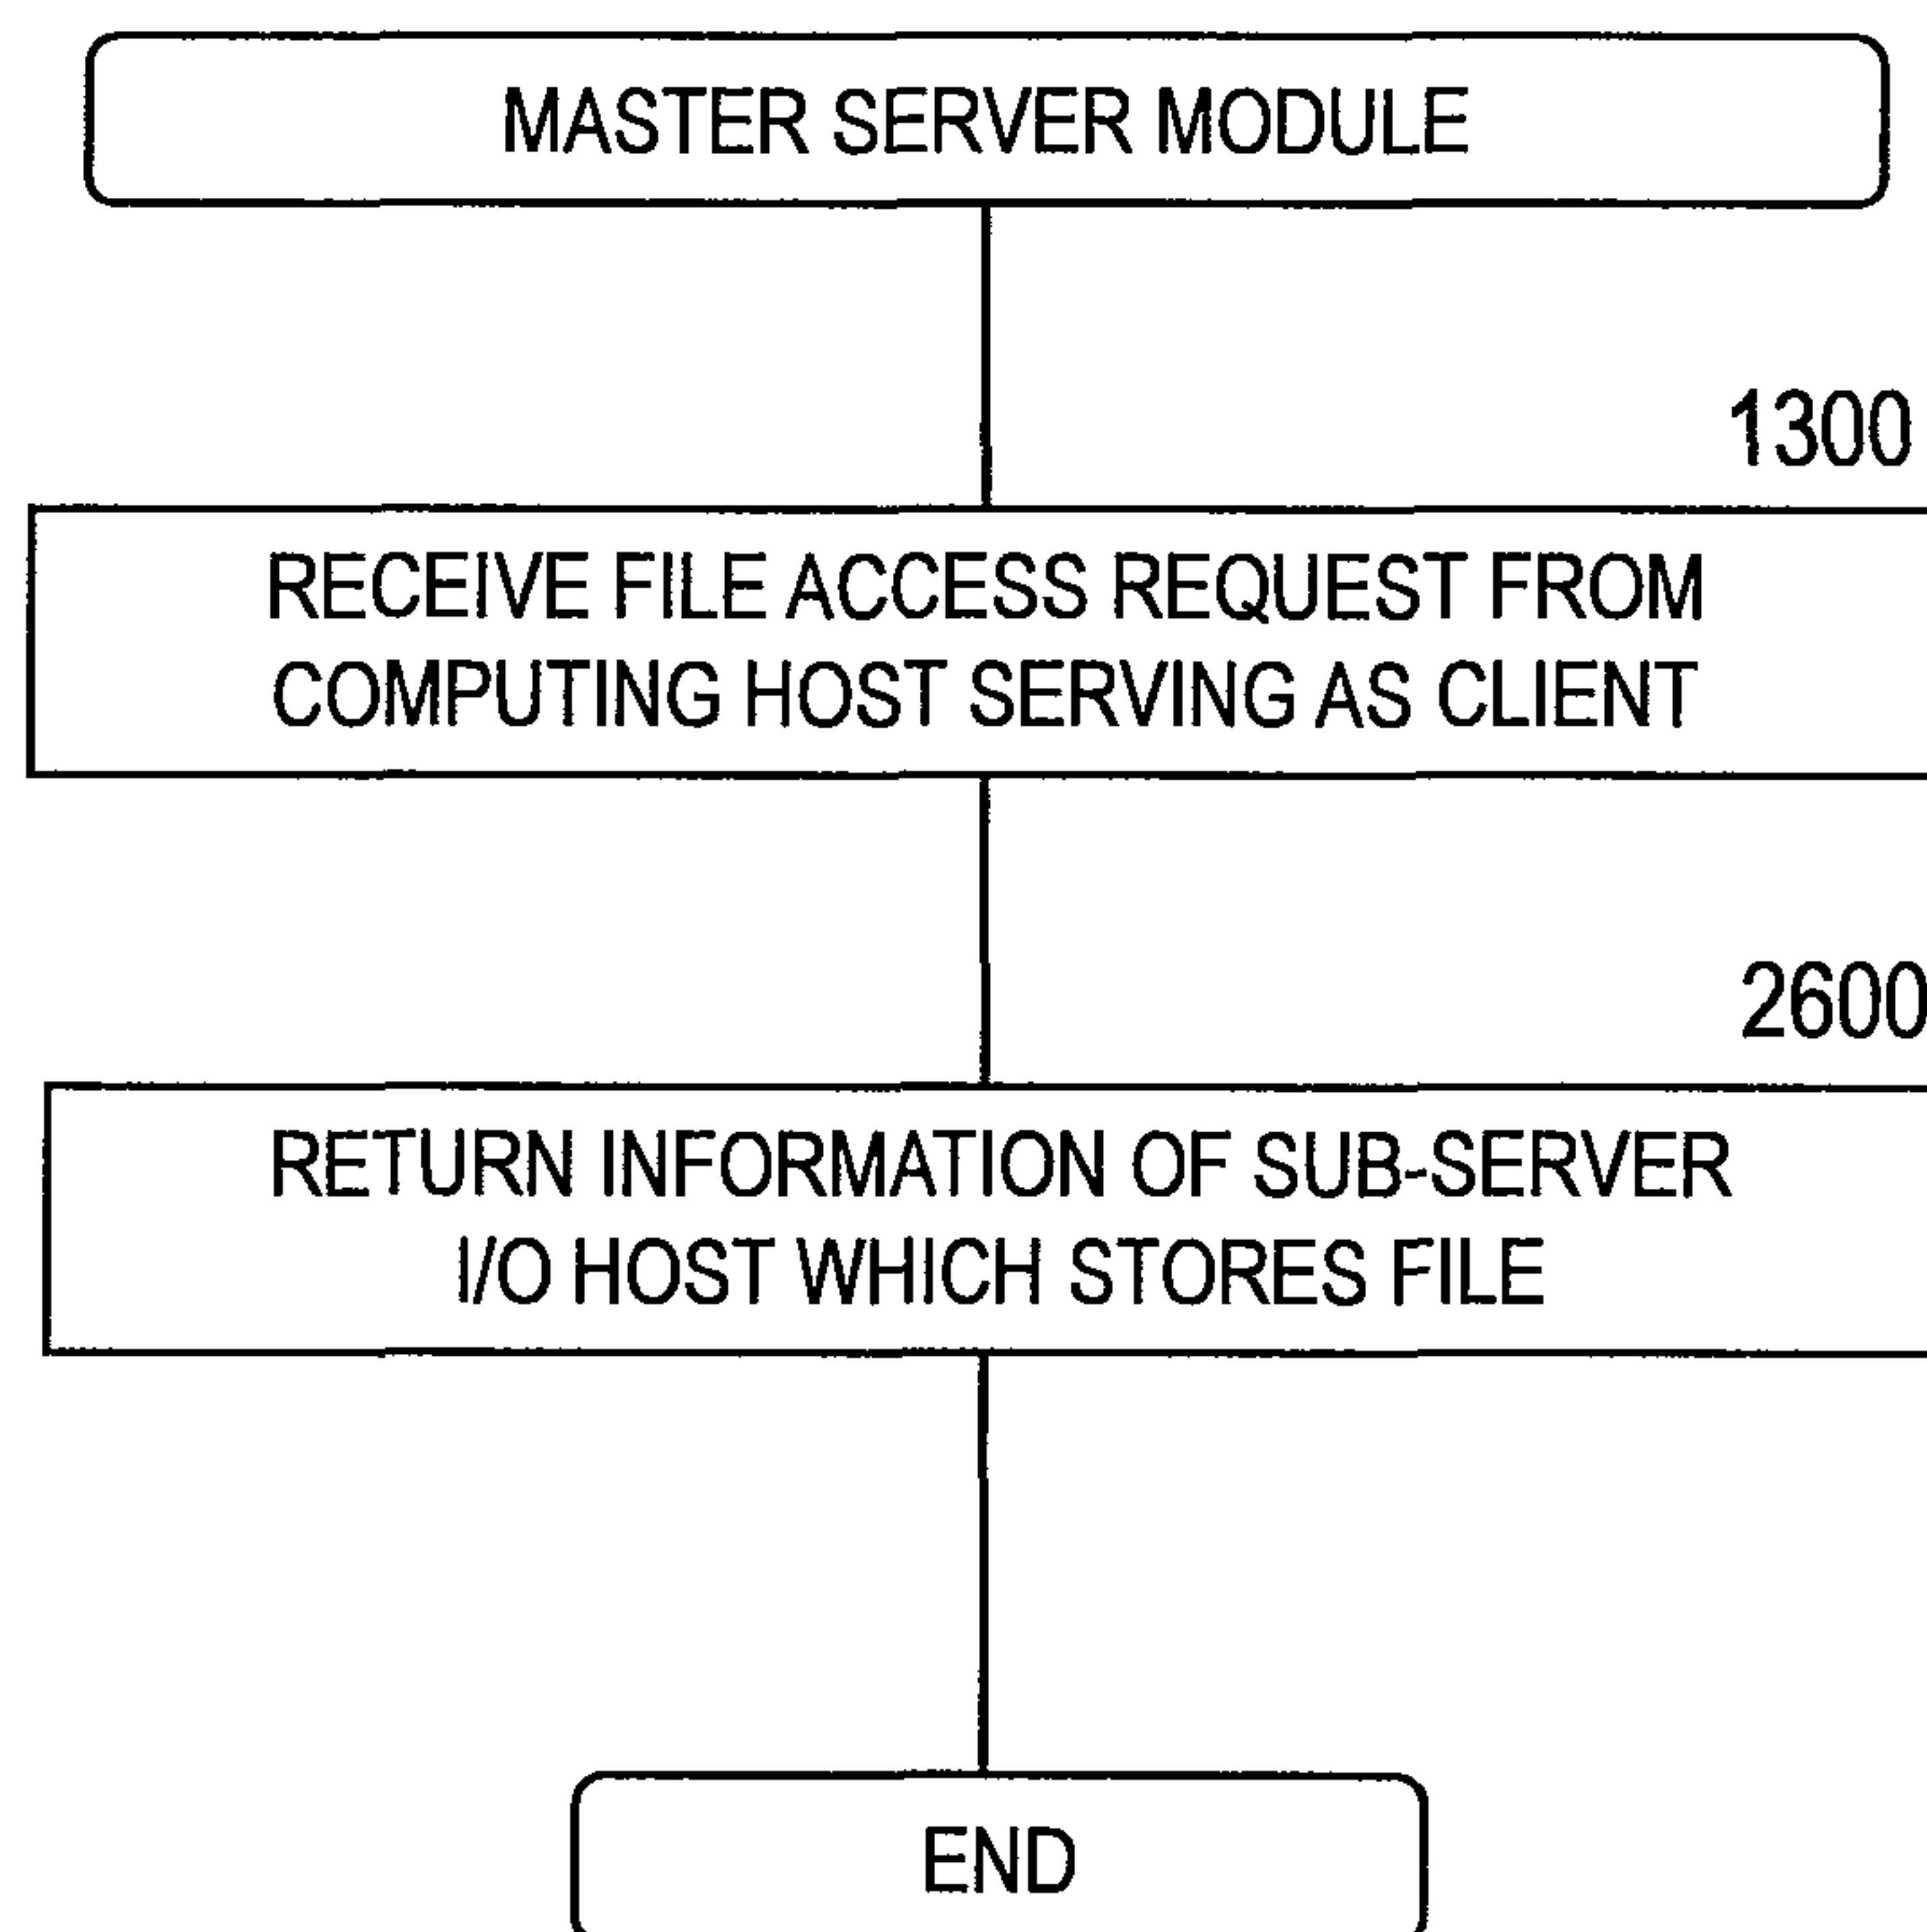 MASTER SERVER MODULE
1300
RECEIVE FILE ACCESS REQUEST FROM
COMPUTING HOST SERVING AS CLIENT
2600
RETURN INFORMATION OF SUB-SERVER
I/O HOST WHICH STORES FILE
END